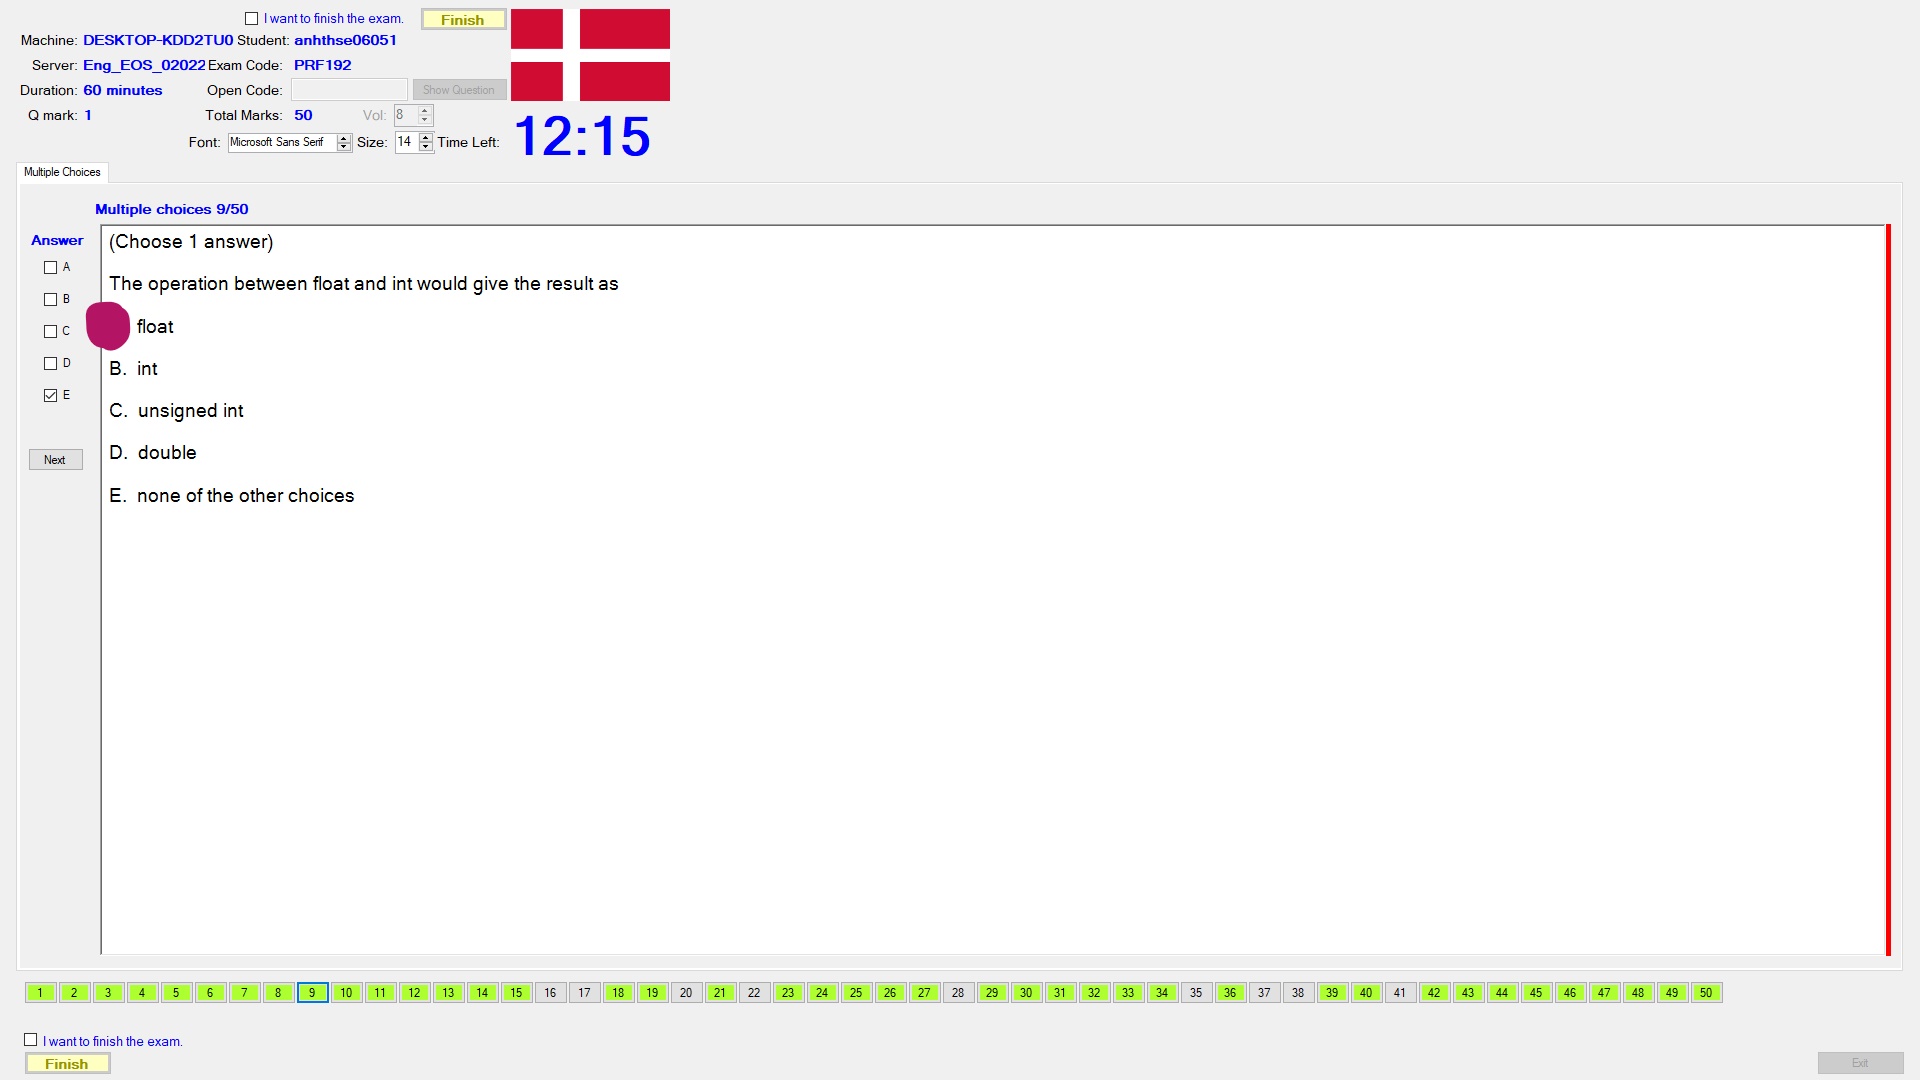 I want to finish the exam.
Finish
Machine: DESKTOP-KDD2TU0 Student: anhthse06051
Server: Eng_EOS_02022 Exam Code: PRF192
Duration: 60 minutes Open Code: Show Question
Q mark: 1 Total Marks: 50 Vol: 8
Font: Microsoft Sans Serif Size: 14 Time Left: 12:15
Multiple Choices
Multiple choices 9/50
Answer
A
B
C
D
E
Next
(Choose 1 answer)
The operation between float and int would give the result as
float
B. int
C. unsigned int
D. double
E. none of the other choices
1 2 3 4 5 6 7 8 9 10 11 12 13 14 15 16 17 18 19 20 21 22 23 24 25 26 27 28 29 30 31 32 33 34 35 36 37 38 39 40 41 42 43 44 45 46 47 48 49 50
I want to finish the exam.
Finish
Exit